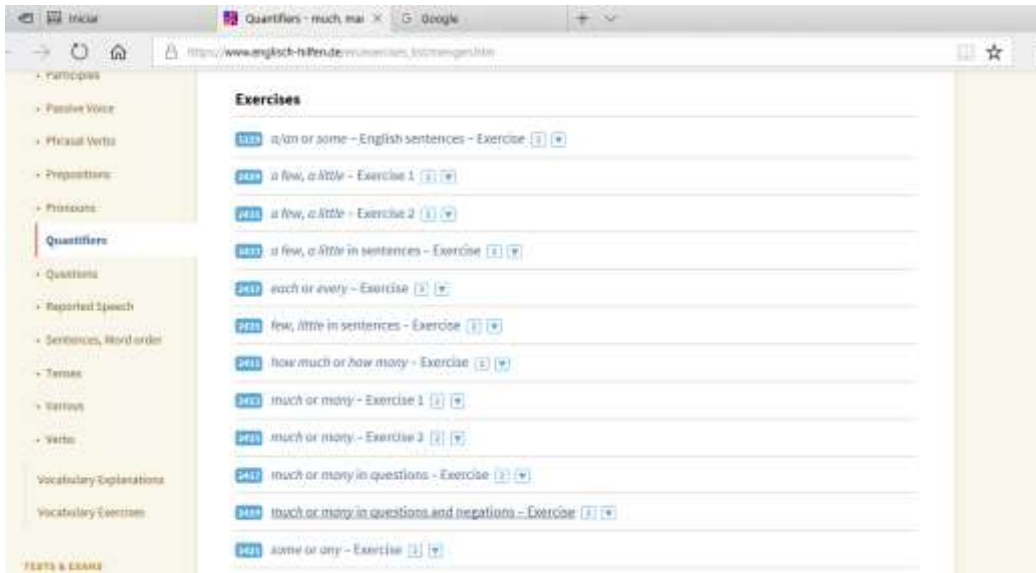 Iniciar
Quantifiers - much, mar
Google
www.englisch-hilfen.de
Participles
Passive Voice
Phrasal Verbs
Prepositions
Pronouns
Quantifiers
Questions
Reported Speech
Sentences, Word order
Tenses
Various
Verbs
Vocabulary Explanations
Vocabulary Exercises
TESTS & EXAMS
Exercises
a/an or some – English sentences – Exercise
a few, a little – Exercise 1
a few, a little – Exercise 2
a few, a little in sentences – Exercise
each or every – Exercise
few, little in sentences – Exercise
how much or how many – Exercise
much or many – Exercise 1
much or many – Exercise 2
much or many in questions – Exercise
much or many in questions and negations – Exercise
some or any – Exercise